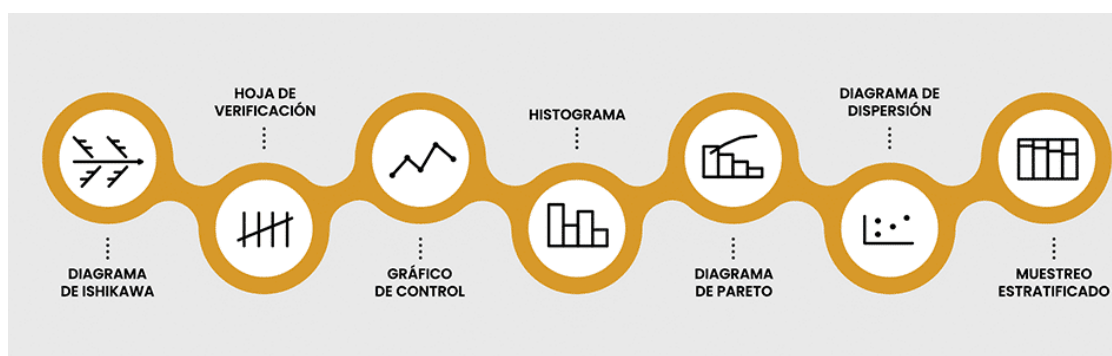 DIAGRAMA
DE ISHIKAWA
HOJA DE
VERIFICACIÓN
GRÁFICO
DE CONTROL
HISTOGRAMA
DIAGRAMA
DE PARETO
DIAGRAMA DE
DISPERSIÓN
MUESTREO
ESTRATIFICADO